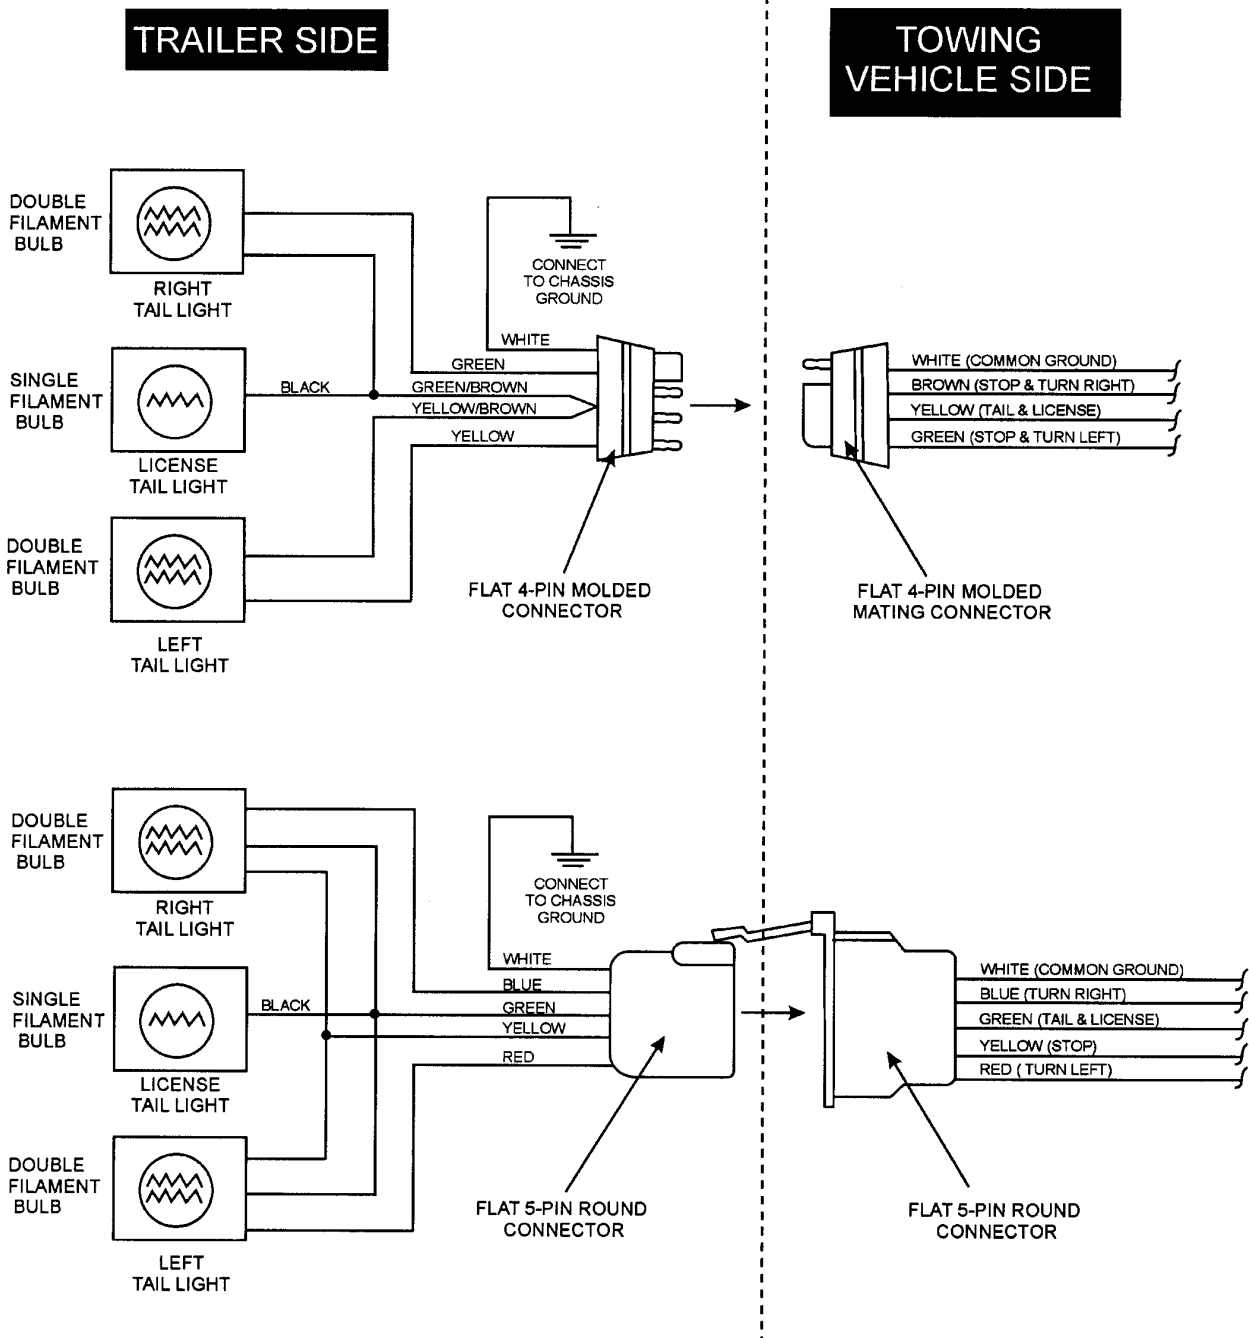 TRAILER SIDE
TOWING
VEHICLE SIDE
DOUBLE
FILAMENT
BULB
RIGHT
TAIL LIGHT
CONNECT
TO CHASSIS
GROUND
WHITE
GREEN
SINGLE
FILAMENT
BULB
BLACK
GREEN/BROWN
YELLOW/BROWN
YELLOW
LICENSE
TAIL LIGHT
WHITE (COMMON GROUND)
BROWN (STOP & TURN RIGHT)
YELLOW (TAIL & LICENSE)
GREEN (STOP & TURN LEFT)
DOUBLE
FILAMENT
BULB
LEFT
TAIL LIGHT
FLAT 4-PIN MOLDED
CONNECTOR
FLAT 4-PIN MOLDED
MATING CONNECTOR
DOUBLE
FILAMENT
BULB
RIGHT
TAIL LIGHT
CONNECT
TO CHASSIS
GROUND
WHITE
BLUE
SINGLE
FILAMENT
BULB
BLACK
GREEN
YELLOW
RED
LICENSE
TAIL LIGHT
WHITE (COMMON GROUND)
BLUE (TURN RIGHT)
GREEN (TAIL & LICENSE)
YELLOW (STOP)
RED ( TURN LEFT)
DOUBLE
FILAMENT
BULB
LEFT
TAIL LIGHT
FLAT 5-PIN ROUND
CONNECTOR
FLAT 5-PIN ROUND
CONNECTOR